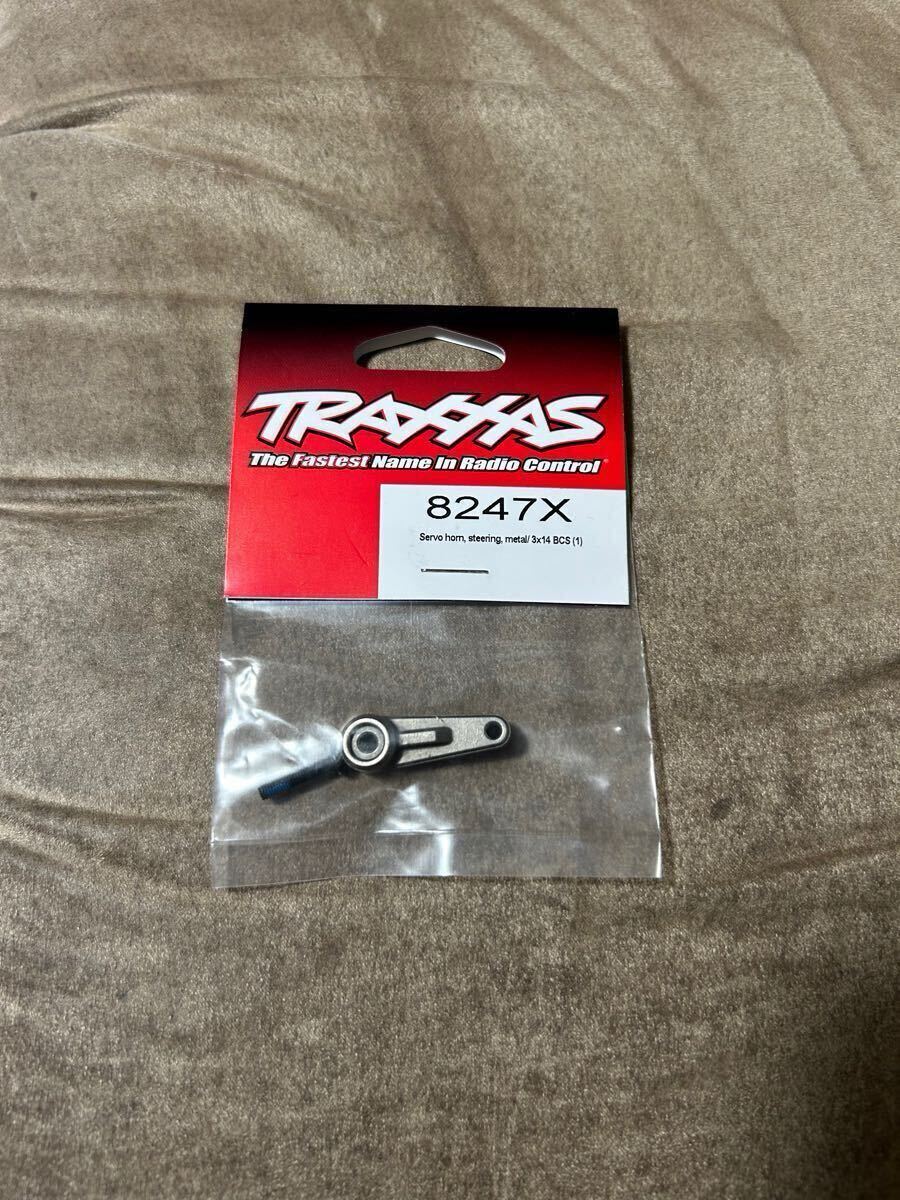 TRAXXAS
The Fastest Name In Radio Control
8247X
Servo horn, steering, metal/ 3x14 BCS (1)